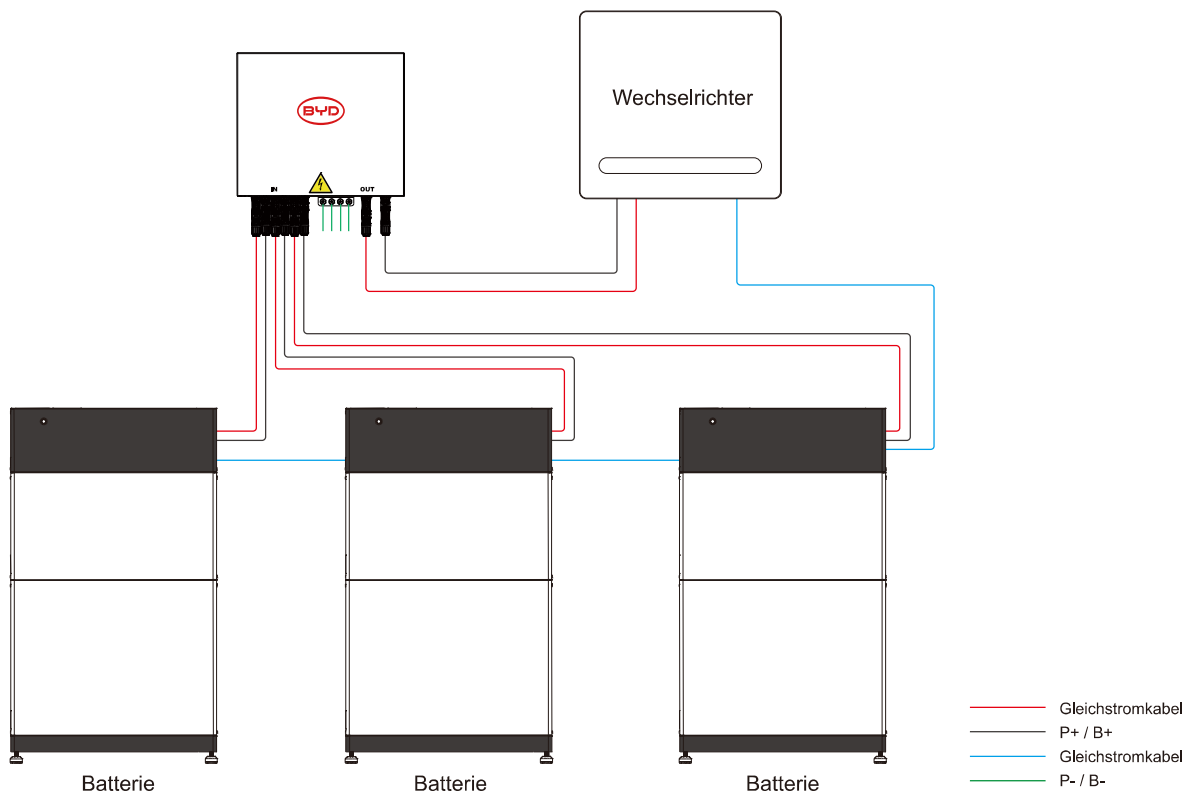 Wechselrichter
BYD
IN
OUT
Gleichstromkabel
P+ / B+
Gleichstromkabel
P- / B-
Batterie
Batterie
Batterie